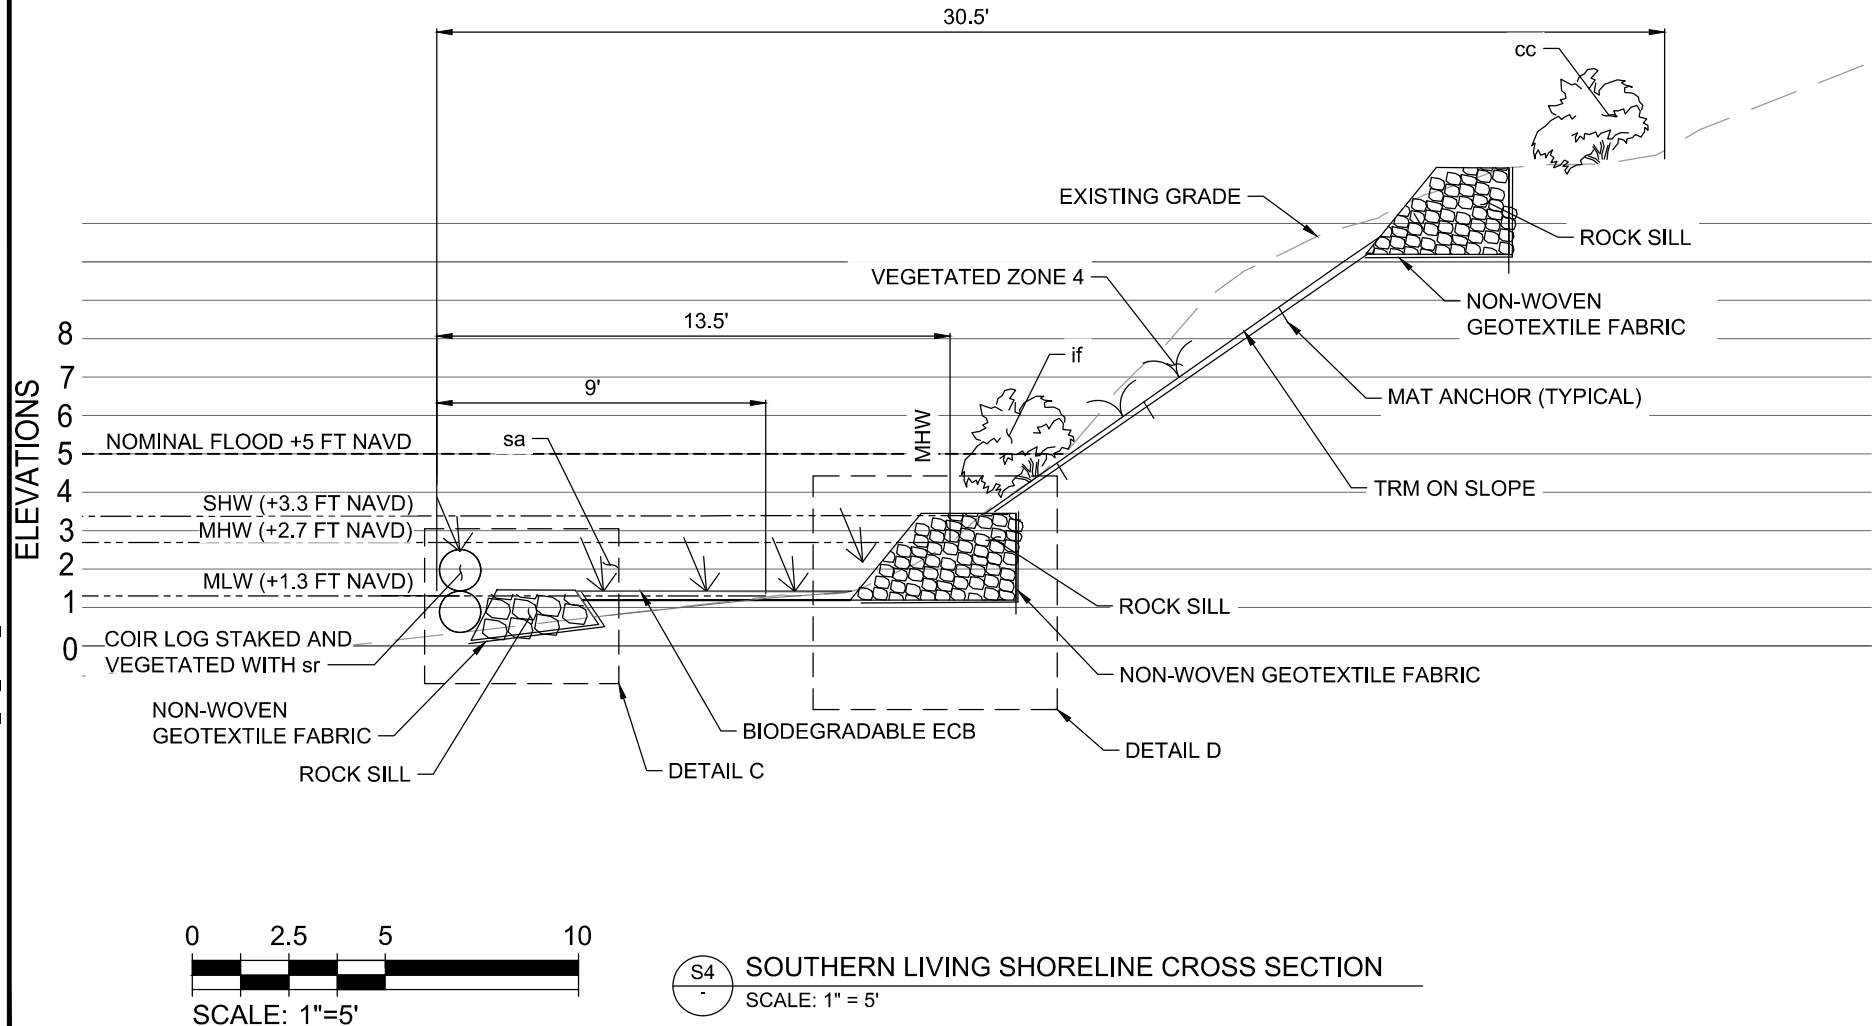 30.5'
cc
EXISTING GRADE
ROCK SILL
VEGETATED ZONE 4
NON-WOVEN
GEOTEXTILE FABRIC
13.5'
8
if
7
9'
MAT ANCHOR (TYPICAL)
6
MHW
NOMINAL FLOOD +5 FT NAVD
sa
5
ELEVATIONS
4
TRM ON SLOPE
SHW (+3.3 FT NAVD)
3
MHW (+2.7 FT NAVD)
2
MLW (+1.3 FT NAVD)
1
ROCK SILL
0
COIR LOG STAKED AND
VEGETATED WITH sr
NON-WOVEN GEOTEXTILE FABRIC
NON-WOVEN
GEOTEXTILE FABRIC
BIODEGRADABLE ECB
DETAIL D
ROCK SILL
DETAIL C
0 2.5 5 10
SCALE: 1"=5'
S4
-
SOUTHERN LIVING SHORELINE CROSS SECTION
SCALE: 1" = 5'